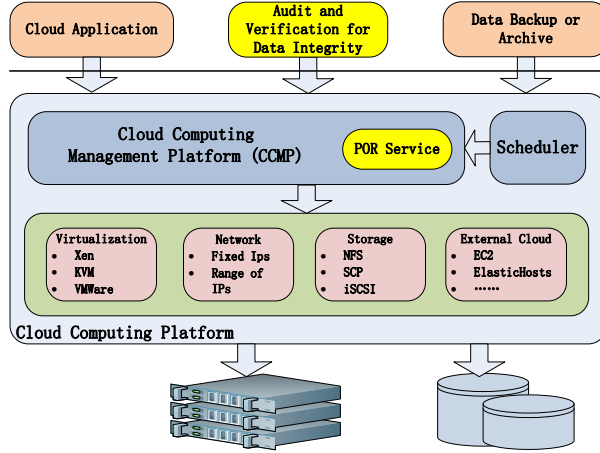 Cloud Application
Audit and
Verification for
Data Integrity
Data Backup or
Archive
Cloud Computing
Management Platform (CCMP)
POR Service
Scheduler
Virtualization
• Xen
• KVM
• VMWare
Network
• Fixed Ips
• Range of
IPs
Storage
• NFS
• SCP
• iSCSI
External Cloud
• EC2
• ElasticHosts
• ……
Cloud Computing Platform